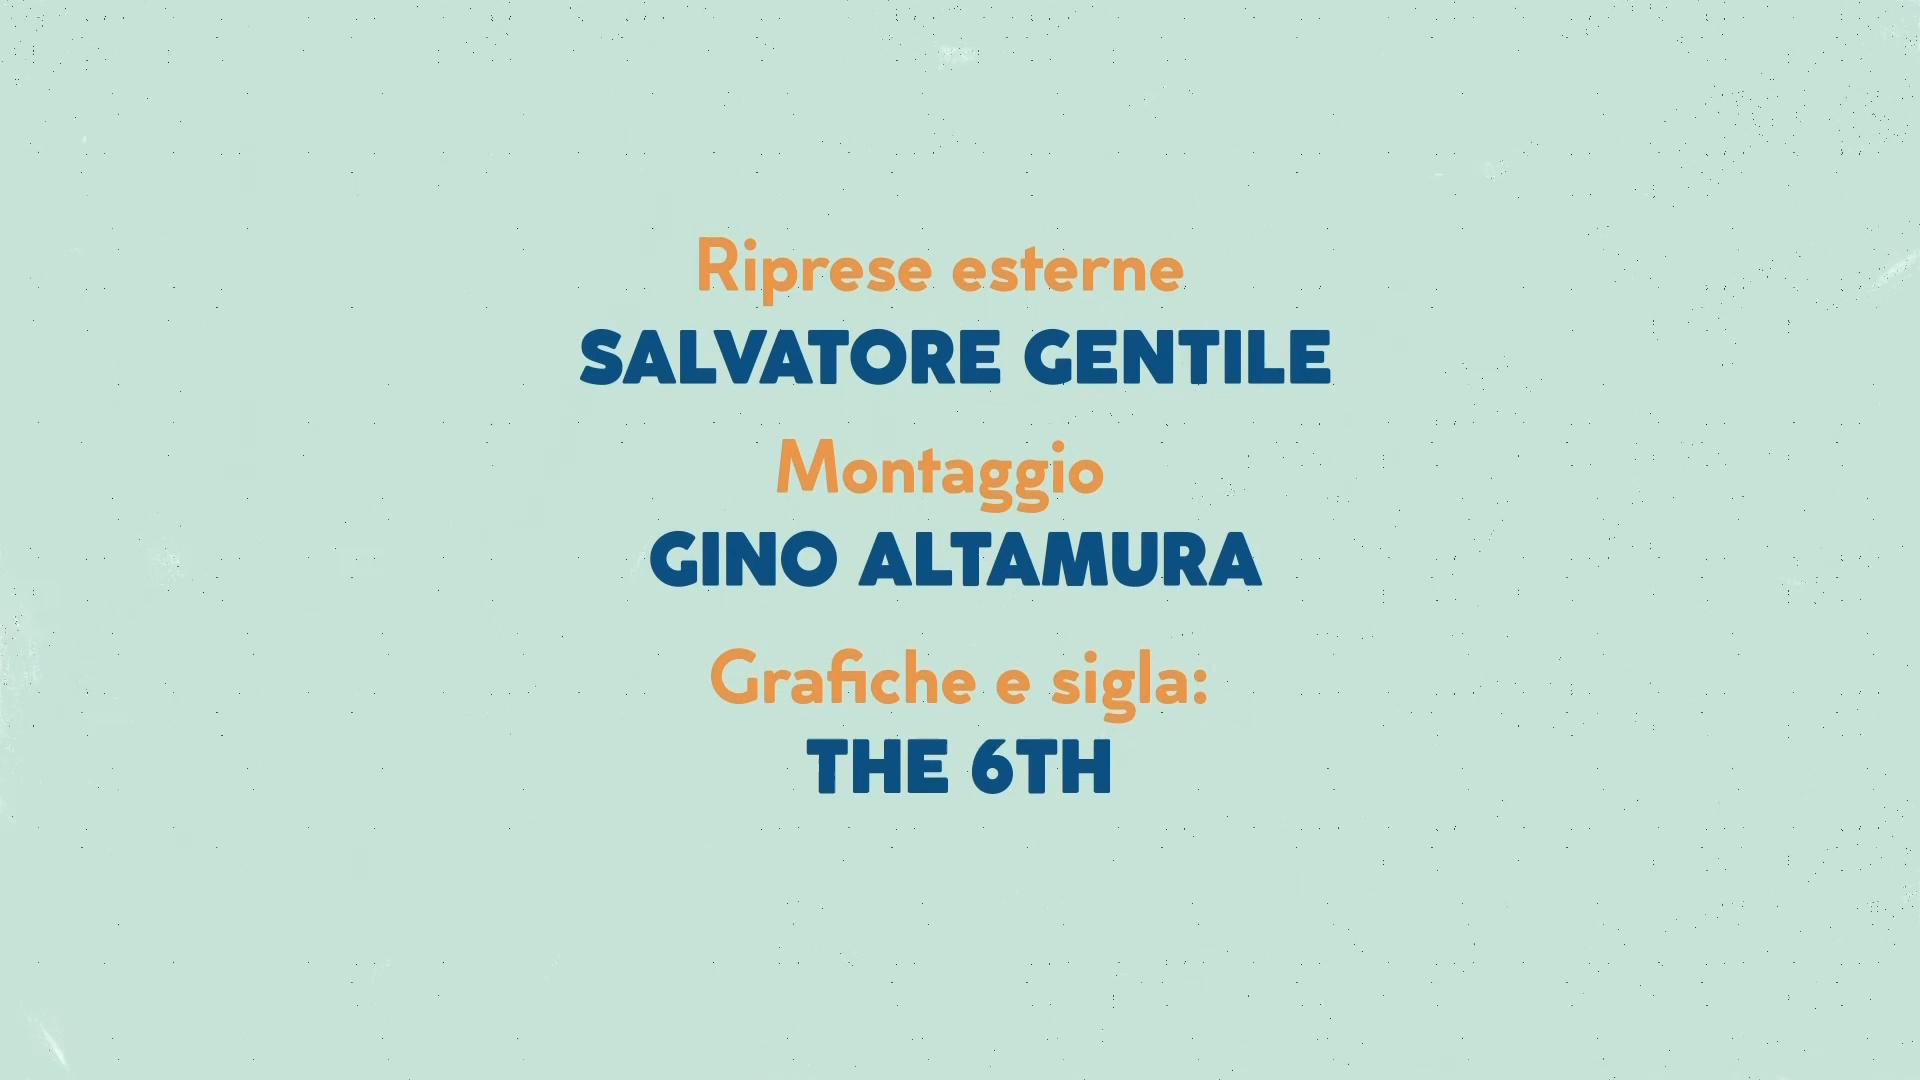 Riprese esterne
SALVATORE GENTILE
Montaggio
GINO ALTAMURA
Grafiche e sigla:
THE 6TH